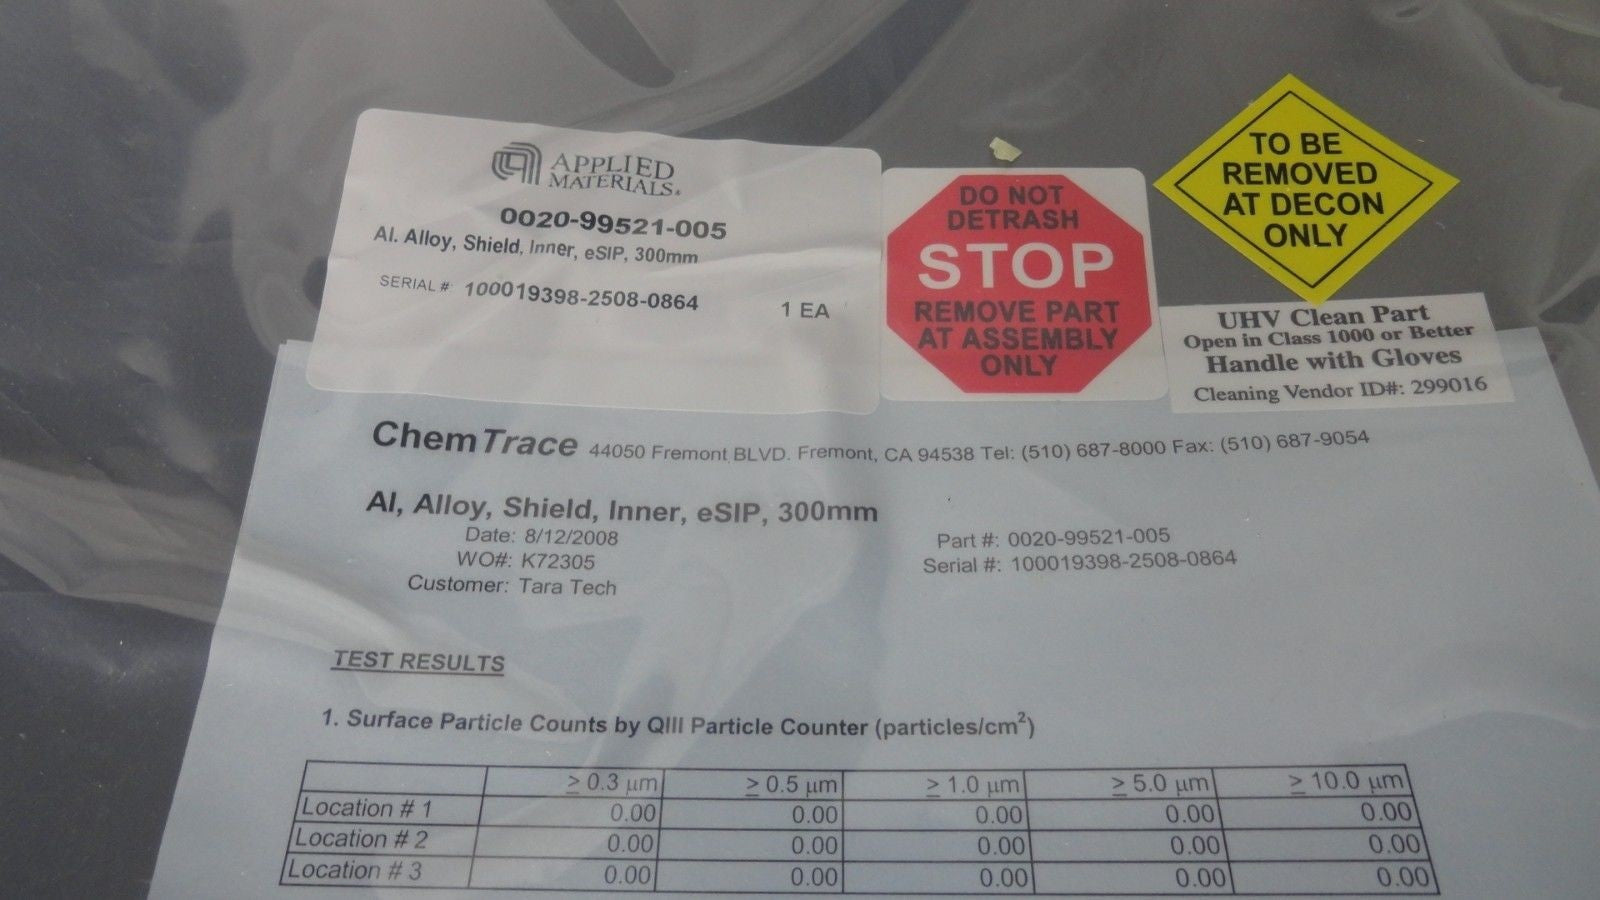 APPLIED
MATERIALS®
0020-99521-005
Al. Alloy, Shield, Inner, eSIP, 300mm
SERIAL # 100019398-2508-0864
1 EA
DO NOT
DETRASH
STOP
REMOVE PART
AT ASSEMBLY
ONLY
TO BE
REMOVED
AT DECON
ONLY
UHV Clean Part
Open in Class 1000 or Better
Handle with Gloves
Cleaning Vendor ID#: 299016
ChemTrace 44050 Fremont BLVD. Fremont, CA 94538 Tel: (510) 687-8000 Fax: (510) 687-9054
Al, Alloy, Shield, Inner, eSIP, 300mm
Date: 8/12/2008
WO#: K72305
Customer: Tara Tech
Part #: 0020-99521-005
Serial #: 100019398-2508-0864
TEST RESULTS
1. Surface Particle Counts by QIII Particle Counter (particles/cm²)
≥ 0.3 µm ≥ 0.5 µm ≥ 1.0 µm ≥ 5.0 µm ≥ 10.0 µm
Location # 1 0.00 0.00 0.00 0.00 0.00
Location # 2 0.00 0.00 0.00 0.00 0.00
Location # 3 0.00 0.00 0.00 0.00 0.00